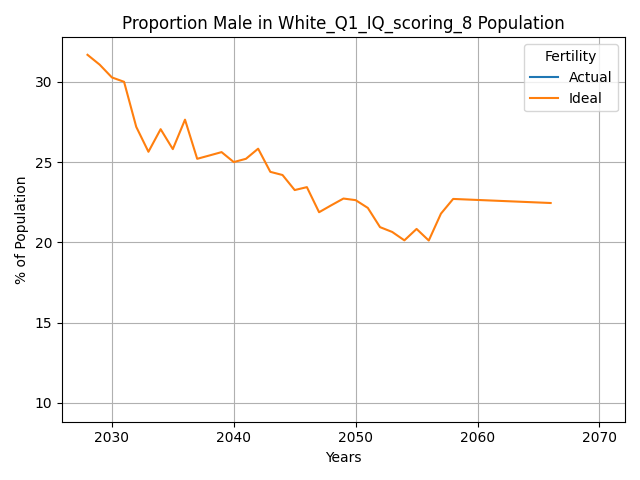 Proportion Male in White_Q1_IQ_scoring_8 Population
Fertility
Actual
Ideal
% of Population
30
25
20
15
10
2030 2040 2050 2060 2070
Years